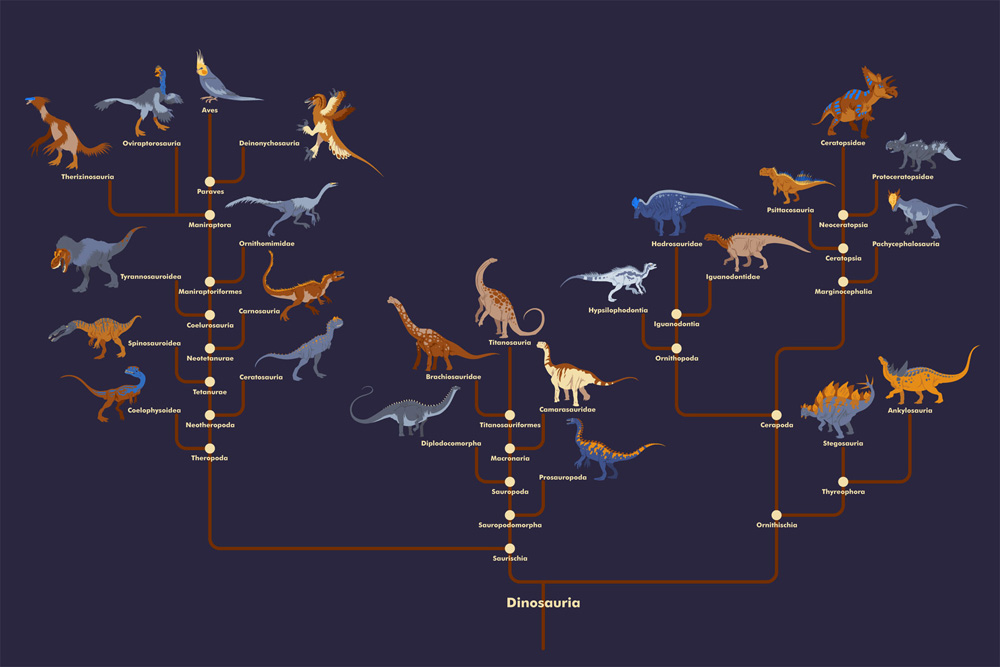 Aves
Oviraptorosauria
Deinonychosauria
Therizinosauria
Paraves
Maniraptora
Ornithomimidae
Tyrannosauroidea
Maniraptoriformes
Carnosauria
Coelurosauria
Spinosauroidea
Neotetanurae
Ceratosauria
Tetanurae
Coelophysoidea
Neotheropoda
Theropoda
Titanosauria
Brachiosauridae
Camarasauridae
Titanosauriformes
Diplodocomorpha
Macronaria
Prosauropoda
Sauropoda
Sauropodomorpha
Saurischia
Ceratopsidae
Protoceratopsidae
Psittacosauria
Neoceratopsia
Pachycephalosauria
Hadrosauridae
Ceratopsia
Iguanodontidae
Marginocephalia
Hypsilophodontia
Iguanodontia
Ornithopoda
Ankylosauria
Cerapoda
Stegosauria
Thyreophora
Ornithischia
Dinosauria